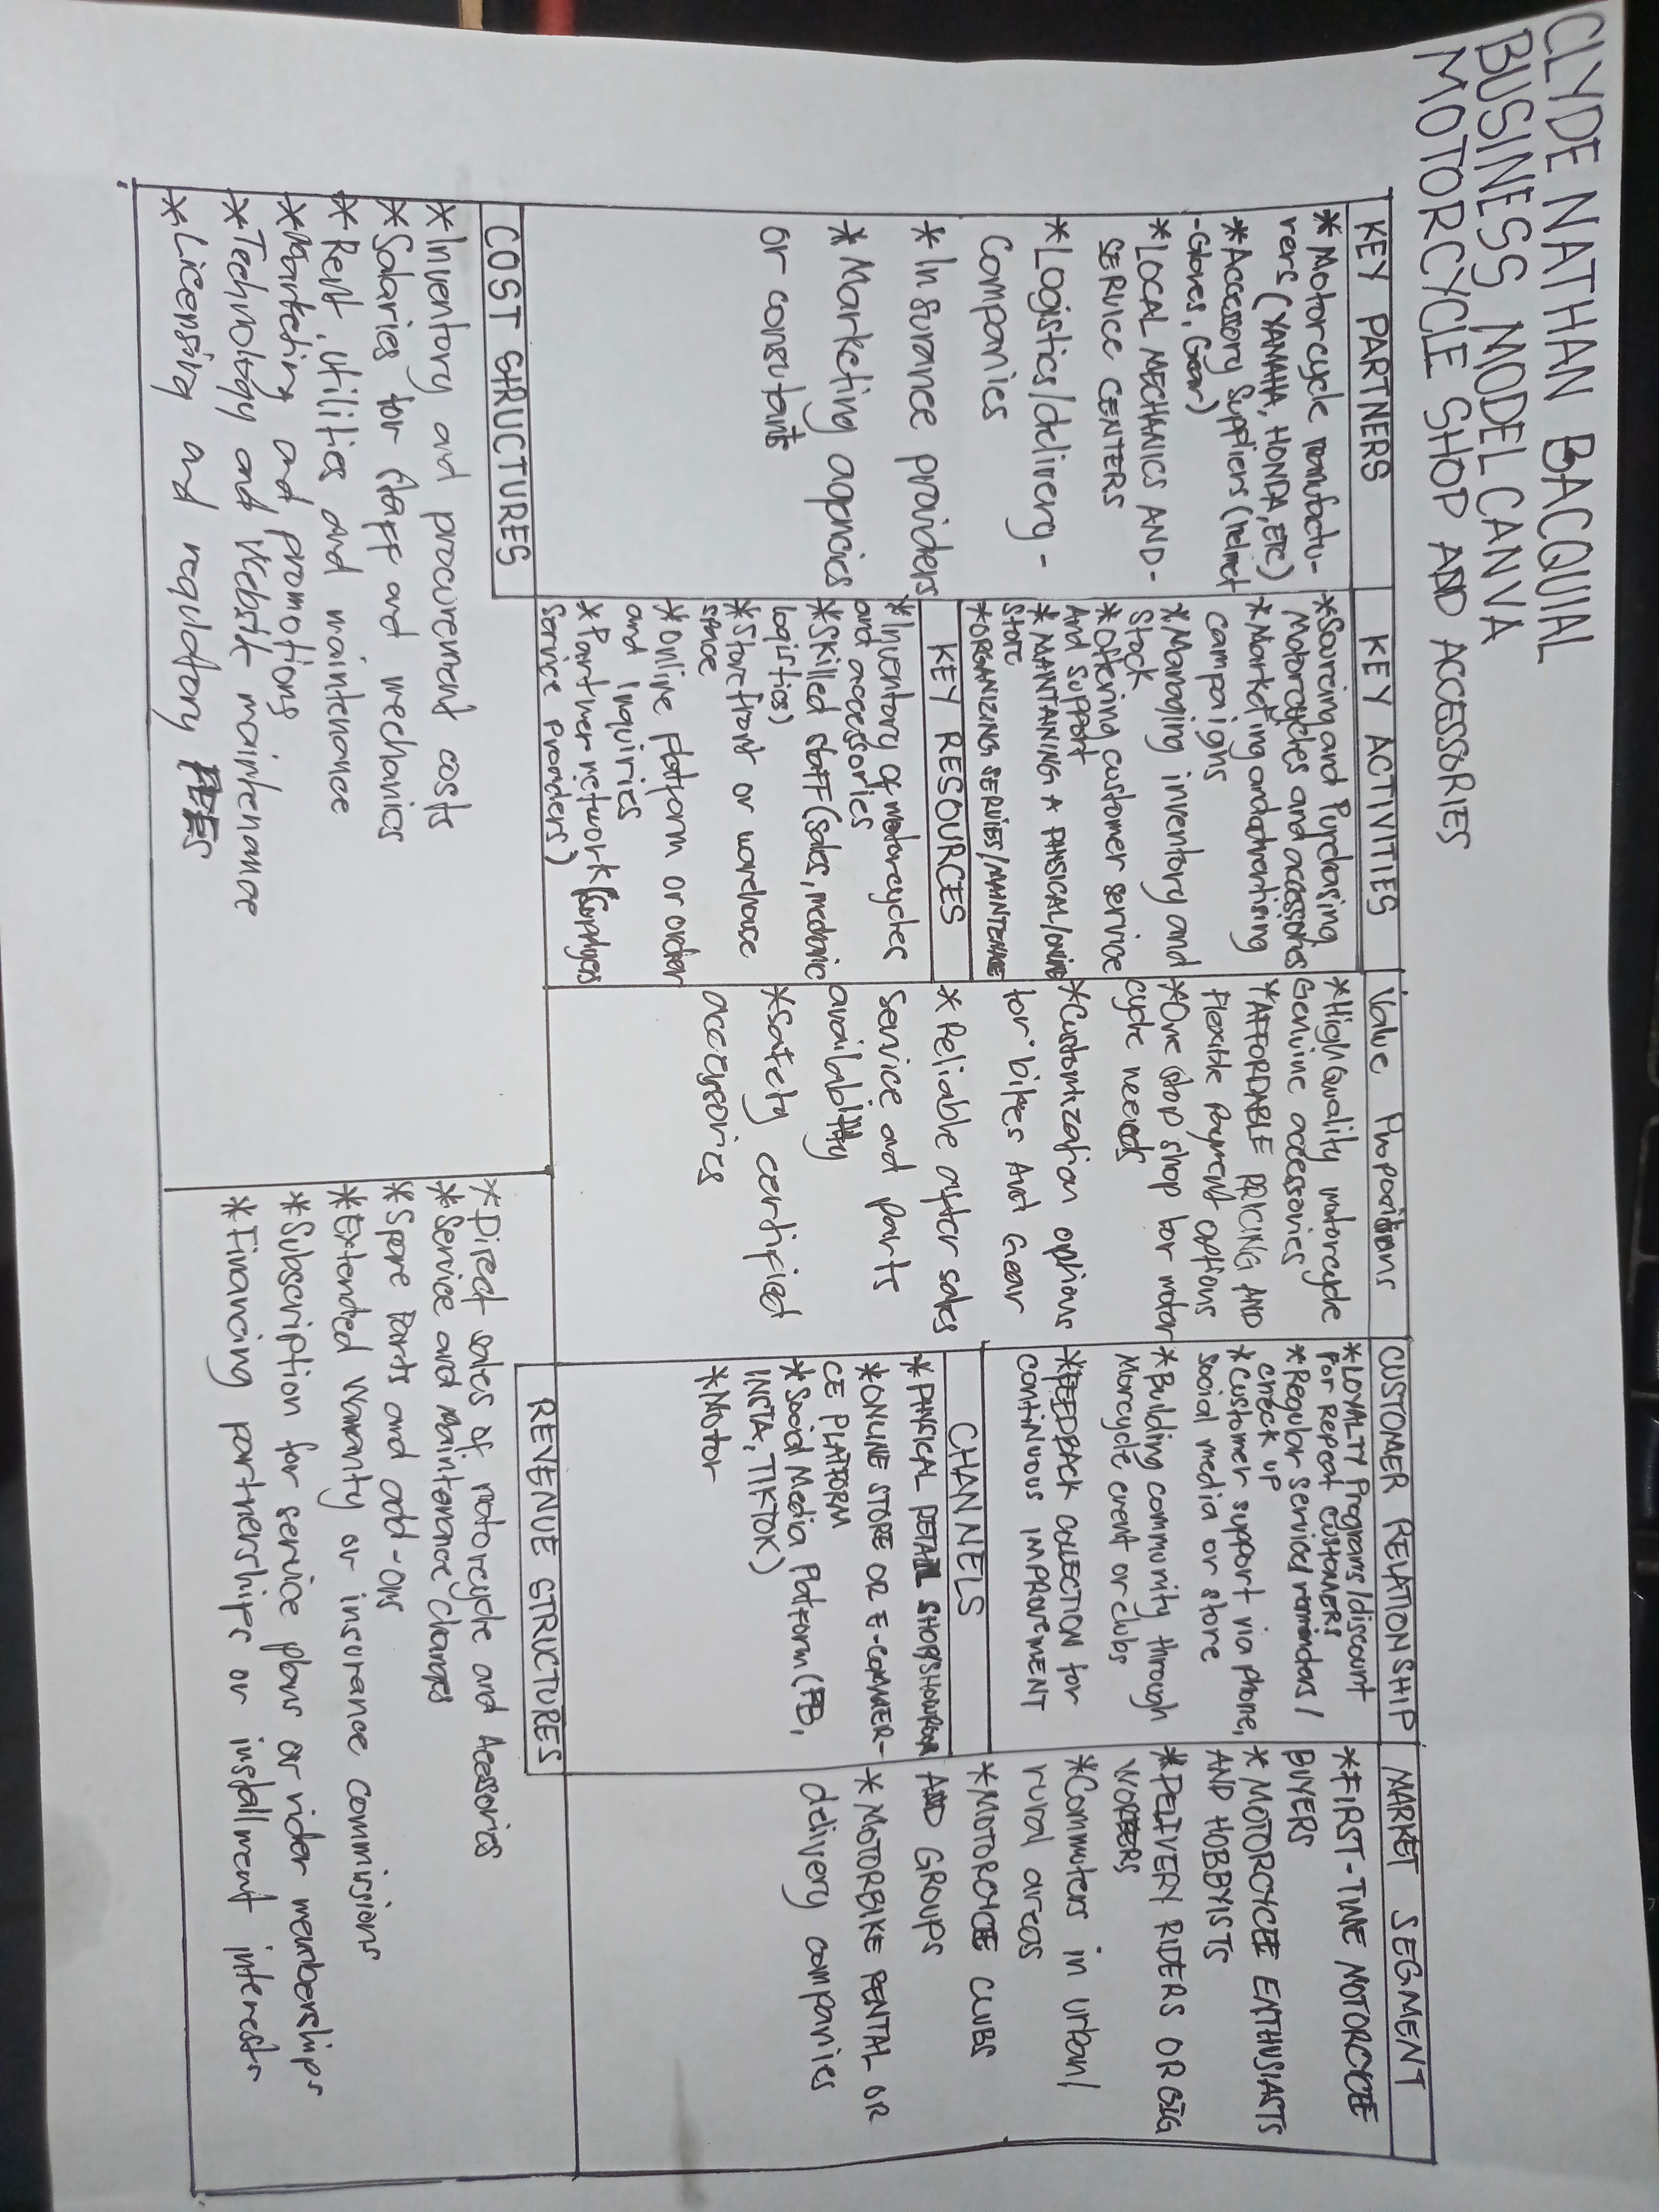 CLYDE NATHAN BACQUIAL
BUSINESS MODEL CANVA
MOTORCYCLE SHOP AND ACCESSORIES
KEY PARTNERS
* Motorcycle manufactu-
rers (YAMAHA, HONDA, ETC)
* Accessory Suppliers (helmet
-Gloves, Gear)
* LOCAL MECHANICS AND-
SERVICE CENTERS
* Logistics/delivery -
Companies
* Insurance providers
* Marketing agencies
or consultants
KEY ACTIVITIES
* Sourcing and Purchasing
Motorcycles and accessories
* Marketing and advertising
campaigns
* Managing inventory and
Stock
* Offering customer service
And Support
* MAINTAINING A PHYSICAL/ONLINE
STORE
* ORGANIZING SERVIES/MAINTENANCE
KEY RESOURCES
* Inventory of motorcycles
and accessories
* Skilled staff (Sales, mechanic
logistics)
* Storefront or warehouse
space
* Online platform or order
and Inquiries
* Partner network (Suppliers
Service Providers)
Value Propositions
* High Quality motorcycle
Genuine accessories
* AFFORDABLE PRICING AND
Flexible Payment options
* One stop shop for motor
cycle needs
* Customization options
for bikes And Gear
* Reliable after sales
service and parts
availability
* Safety certified
accessories
CUSTOMER RELATIONSHIP
* LOYALTY Programs/discount
For Repeat CUSTOMERS
* Regular service reminders/
check up
* Customer support via phone,
social media or store
* Building community through
Morcycle event or clubs
* FEEDBACK COLLECTION for
CONTINUOUS IMPROVEMENT
CHANNELS
* PHYSICAL RETAIL SHOP/SHOWROOM
* ONLINE STORE OR E-COMMER-
CE PLATFORM
* Social Media Platform (FB,
INSTA, TIKTOK)
* Motor
MARKET SEGMENT
* FIRST-TIME MOTORCYCLE
BUYERS
* MOTORCYCLE ENTHUSIASTS
AND HOBBYISTS
* DELIVERY RIDERS OR GIG
WORKERS
* Commuters in urban/
rural areas
* MOTORCYCLE CLUBS
AND GROUPS
* MOTORBIKE RENTAL OR
delivery companies
COST STRUCTURES
* Inventory and procurement costs
* Salaries for staff and mechanics
* Rent, utilities and maintenance
* Marketing and promotions
* Technology and Website maintenance
* Licensing and regulatory FEES
REVENUE STRUCTURES
* Direct sales of motorcycle and Acessories
* Service and Maintenance Charges
* Spare Parts and add-ons
* Extended Warranty or insurance commissions
* Subscription for service plans or rider memberships
* Financing partnerships or installment interests